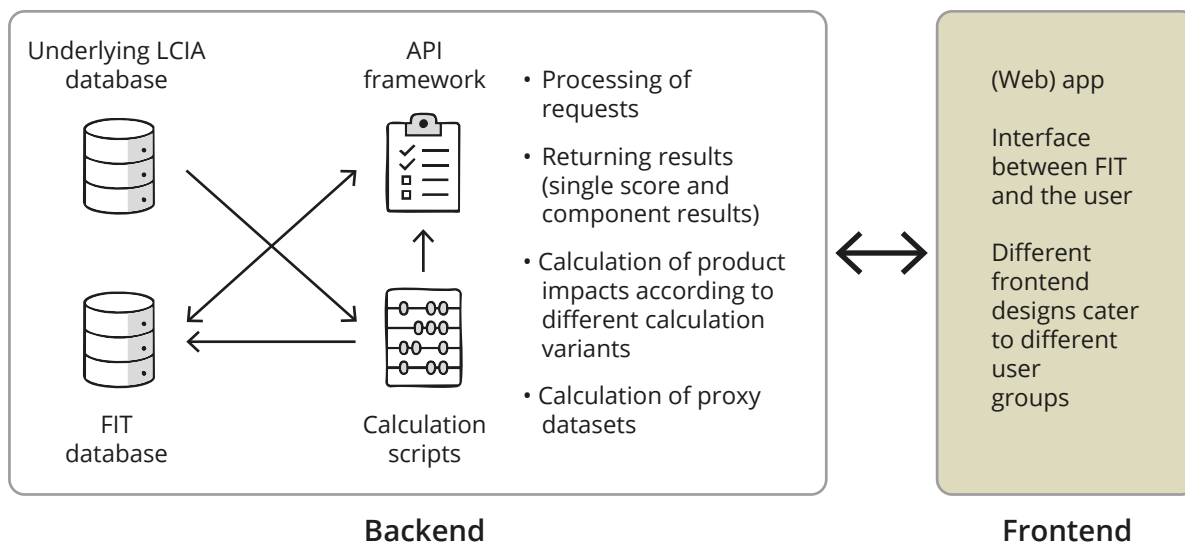 Underlying LCIA
database
API
framework
FIT
database
Calculation
scripts
• Processing of
requests
• Returning results
(single score and
component results)
• Calculation of product
impacts according to
different calculation
variants
• Calculation of proxy
datasets
Backend
(Web) app
Interface
between FIT
and the user
Different
frontend
designs cater
to different
user
groups
Frontend